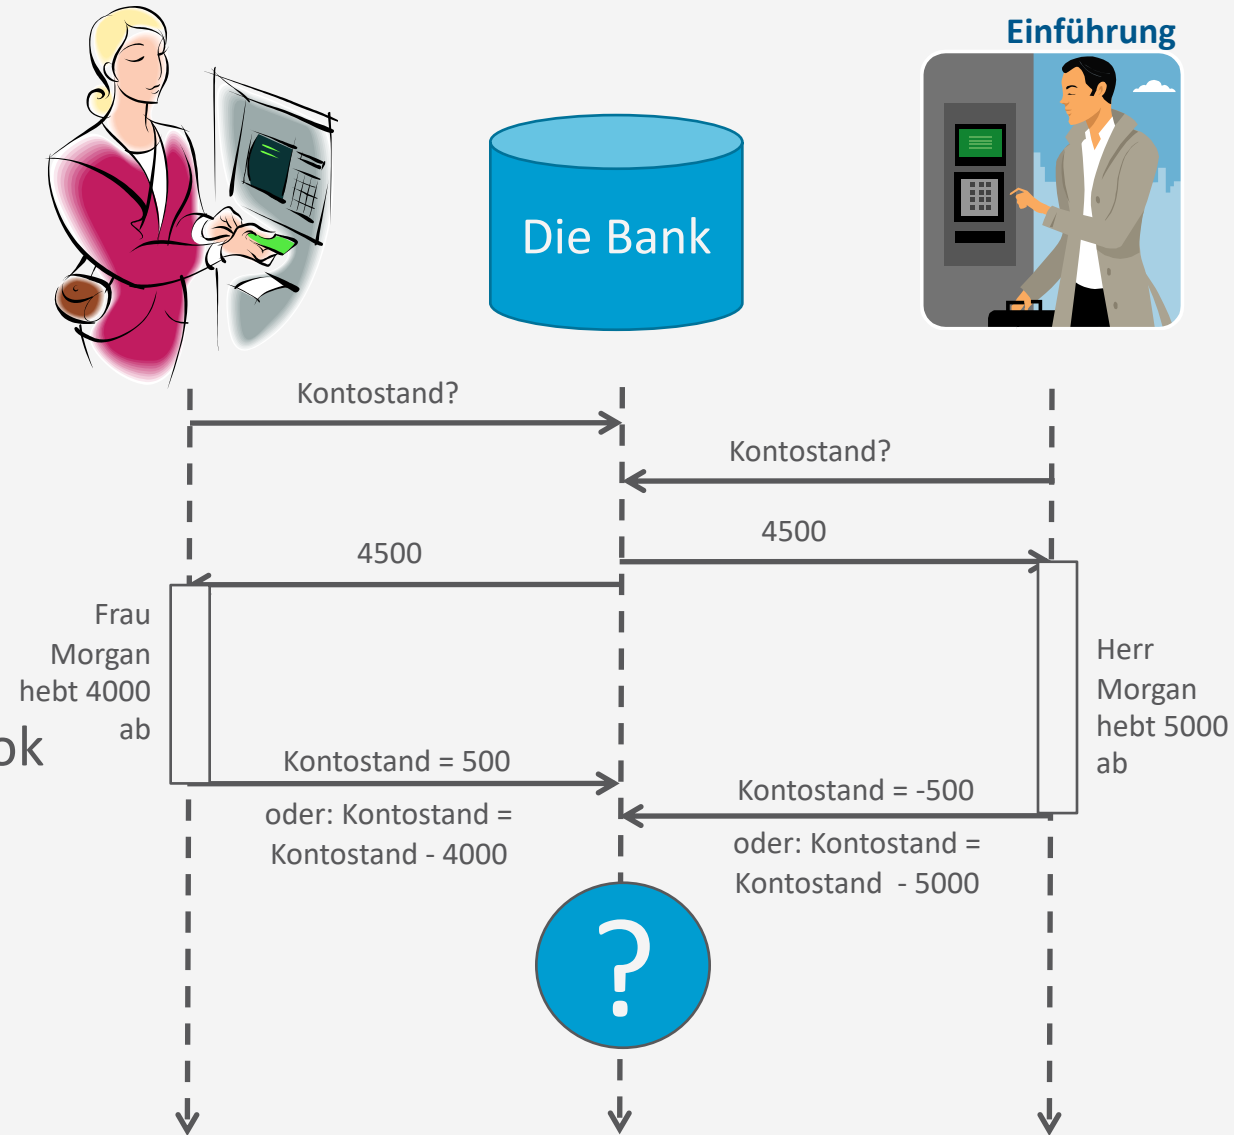 Einführung
Die Bank
Kontostand?
Kontostand?
4500
4500
Frau
Morgan
hebt 4000
ab
Herr
Morgan
hebt 5000
ab
ok
Kontostand = 500
oder: Kontostand =
Kontostand - 4000
Kontostand = -500
oder: Kontostand =
Kontostand - 5000
?